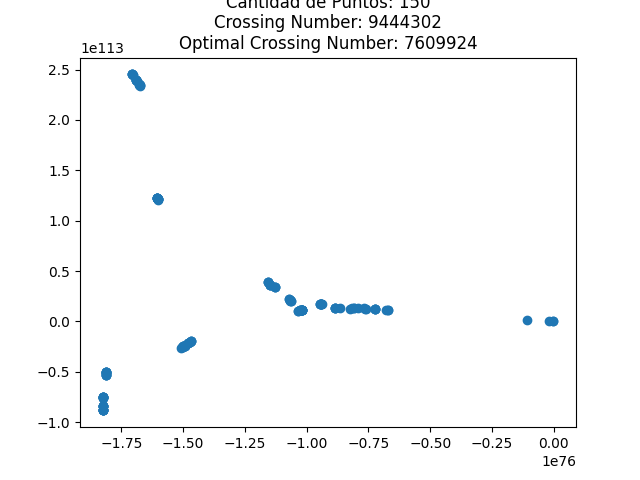 Cantidad de Puntos: 150
Crossing Number: 9444302
Optimal Crossing Number: 7609924
1e113
2.5
2.0
1.5
1.0
0.5
0.0
−0.5
−1.0
−1.75 −1.50 −1.25 −1.00 −0.75 −0.50 −0.25 0.00
1e76